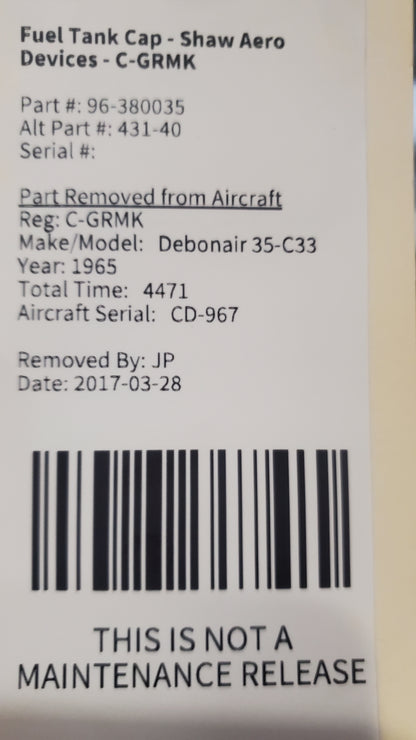 Fuel Tank Cap - Shaw Aero
Devices - C-GRMK
Part #: 96-380035
Alt Part #: 431-40
Serial #:
Part Removed from Aircraft
Reg: C-GRMK
Make/Model: Debonair 35-C33
Year: 1965
Total Time: 4471
Aircraft Serial: CD-967
Removed By: JP
Date: 2017-03-28
THIS IS NOT A
MAINTENANCE RELEASE